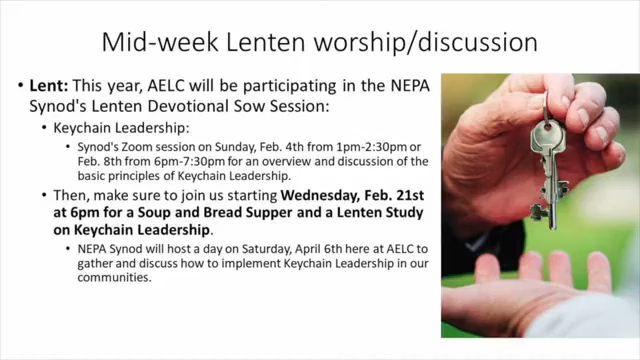 Mid-week Lenten worship/discussion
• Lent: This year, AELC will be participating in the NEPA
Synod's Lenten Devotional Sow Session:
• Keychain Leadership:
• Synod's Zoom session on Sunday, Feb. 4th from 1pm-2:30pm or
Feb. 8th from 6pm-7:30pm for an overview and discussion of the
basic principles of Keychain Leadership.
• Then, make sure to join us starting Wednesday, Feb. 21st
at 6pm for a Soup and Bread Supper and a Lenten Study
on Keychain Leadership.
• NEPA Synod will host a day on Saturday, April 6th here at AELC to
gather and discuss how to implement Keychain Leadership in our
communities.